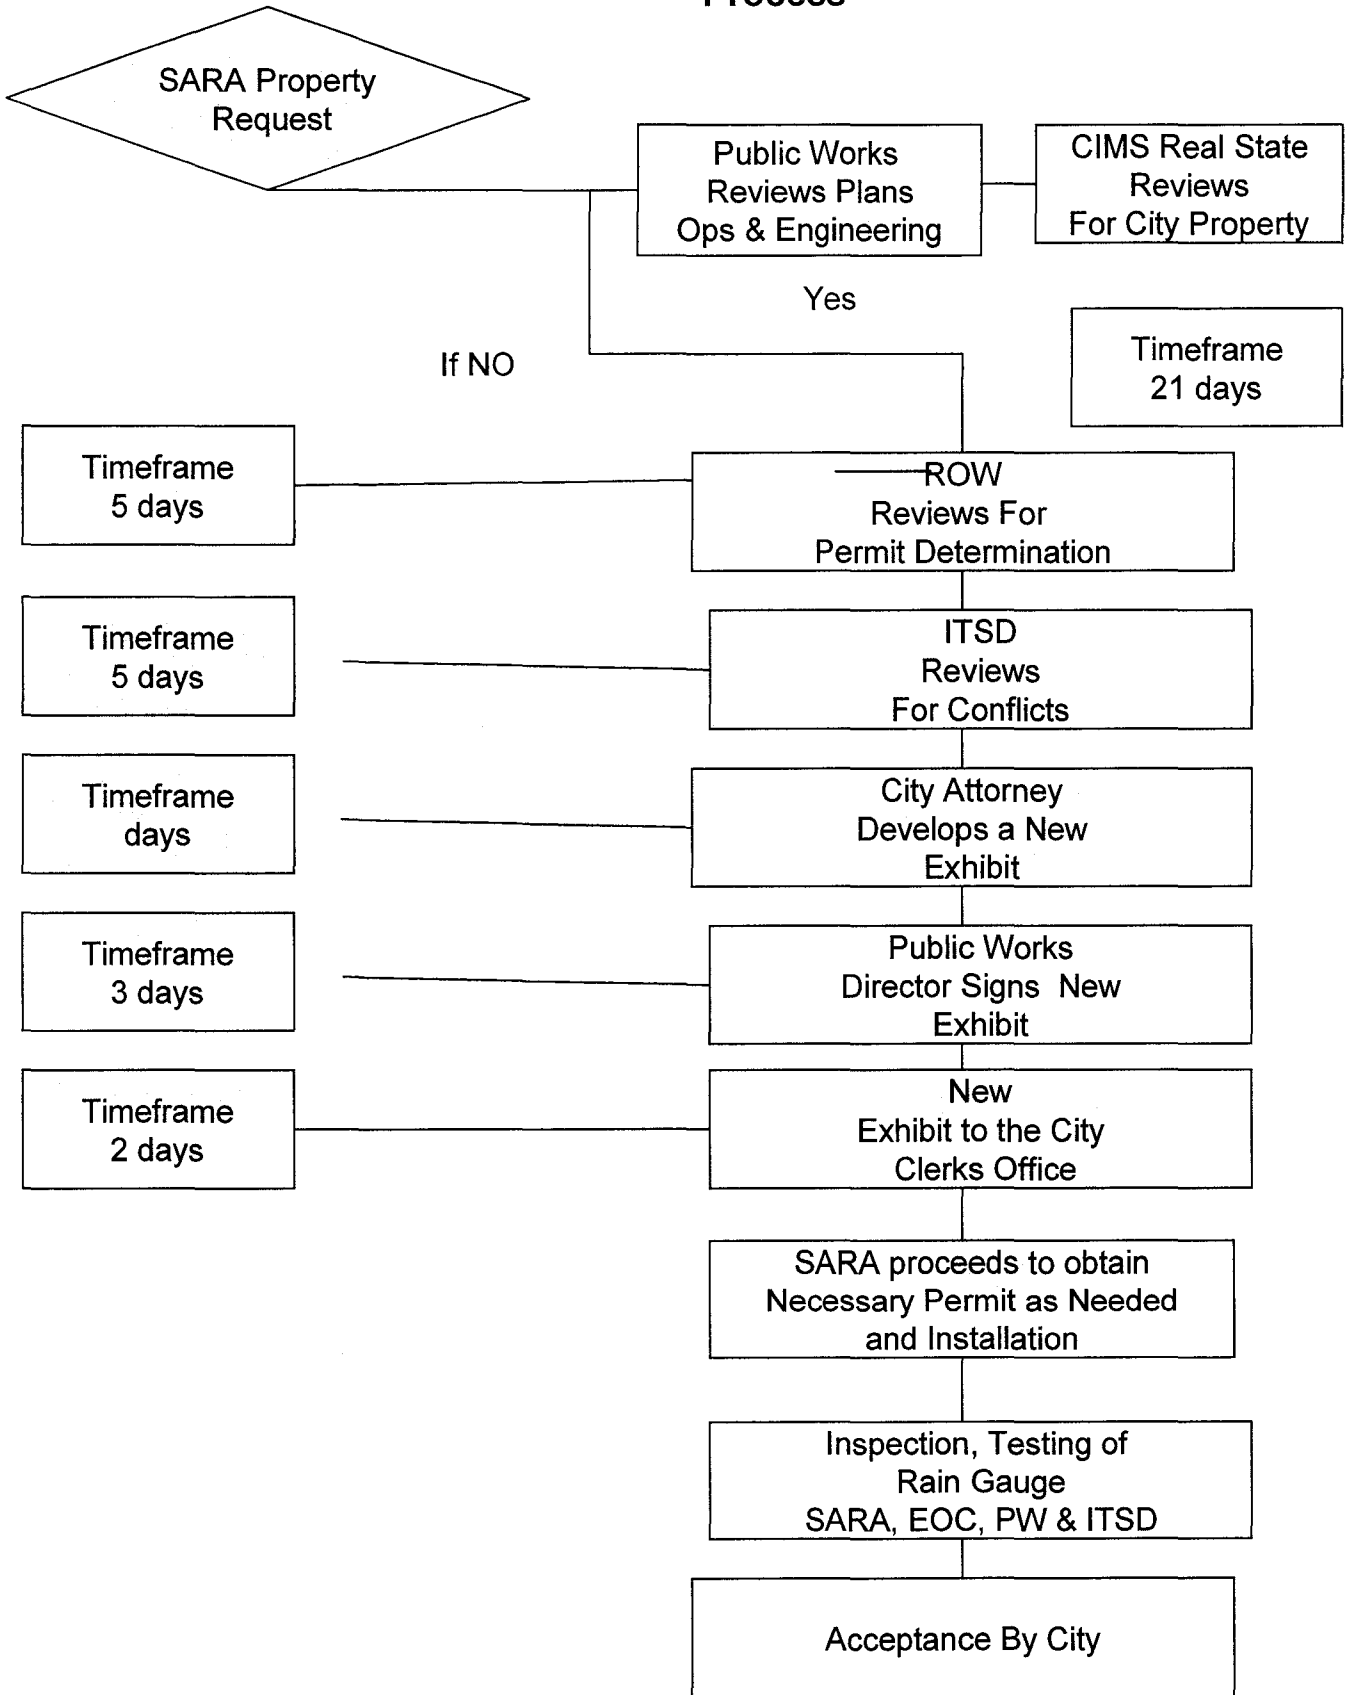 Process
SARA Property
Request
Public Works
Reviews Plans
Ops & Engineering
CIMS Real State
Reviews
For City Property
Yes
If NO
Timeframe
21 days
Timeframe
5 days
ROW
Reviews For
Permit Determination
Timeframe
5 days
ITSD
Reviews
For Conflicts
Timeframe
days
City Attorney
Develops a New
Exhibit
Timeframe
3 days
Public Works
Director Signs New
Exhibit
Timeframe
2 days
New
Exhibit to the City
Clerks Office
SARA proceeds to obtain
Necessary Permit as Needed
and Installation
Inspection, Testing of
Rain Gauge
SARA, EOC, PW & ITSD
Acceptance By City